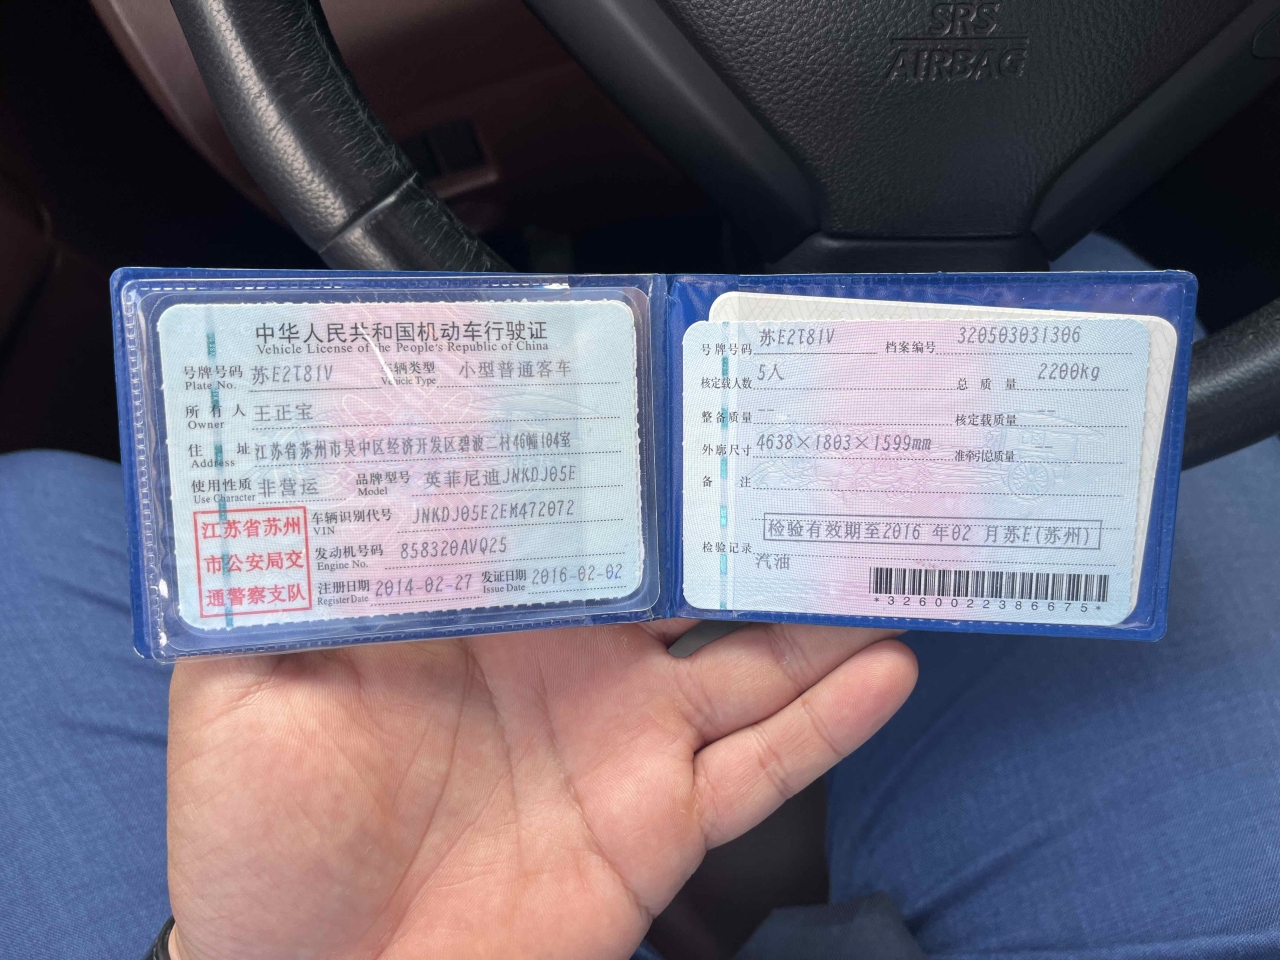 SRS
AIRBAG
中华人民共和国机动车行驶证
Vehicle License of the People's Republic of China
号牌号码 苏E2T81V 车辆类型 小型普通客车
Plate No. Vehicle Type
所有人 王正宝
Owner
住址 江苏省苏州市吴中区经济开发区碧波二村46幢104室
Address
使用性质 非营运 品牌型号 英菲尼迪JNKDJ05E
Use Character Model
江苏省苏州
市公安局交
通警察支队
车辆识别代号 JNKDJ05E2EM472072
VIN
发动机号码 858320AVQ25
Engine No.
注册日期 2014-02-27 发证日期 2016-02-02
Register Date Issue Date
号牌号码 苏E2T81V 档案编号 320503031306
核定载人数 5人 总质量 2200kg
整备质量 -- 核定载质量 --
外廓尺寸 4638×1803×1599mm 准牵引总质量 --
备注
检验有效期至2016 年02 月苏E(苏州)
检验记录
汽油
*3260022386675*